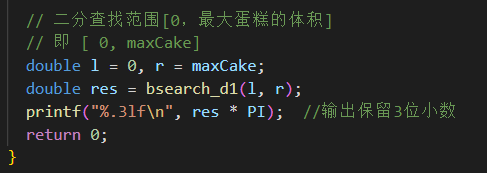 // 二分查找范围[0，最大蛋糕的体积]
// 即 [ 0, maxCake]
double l = 0, r = maxCake;
double res = bsearch_d1(l, r);
printf("%.3lf\n", res * PI);  //输出保留3位小数
return 0;
}